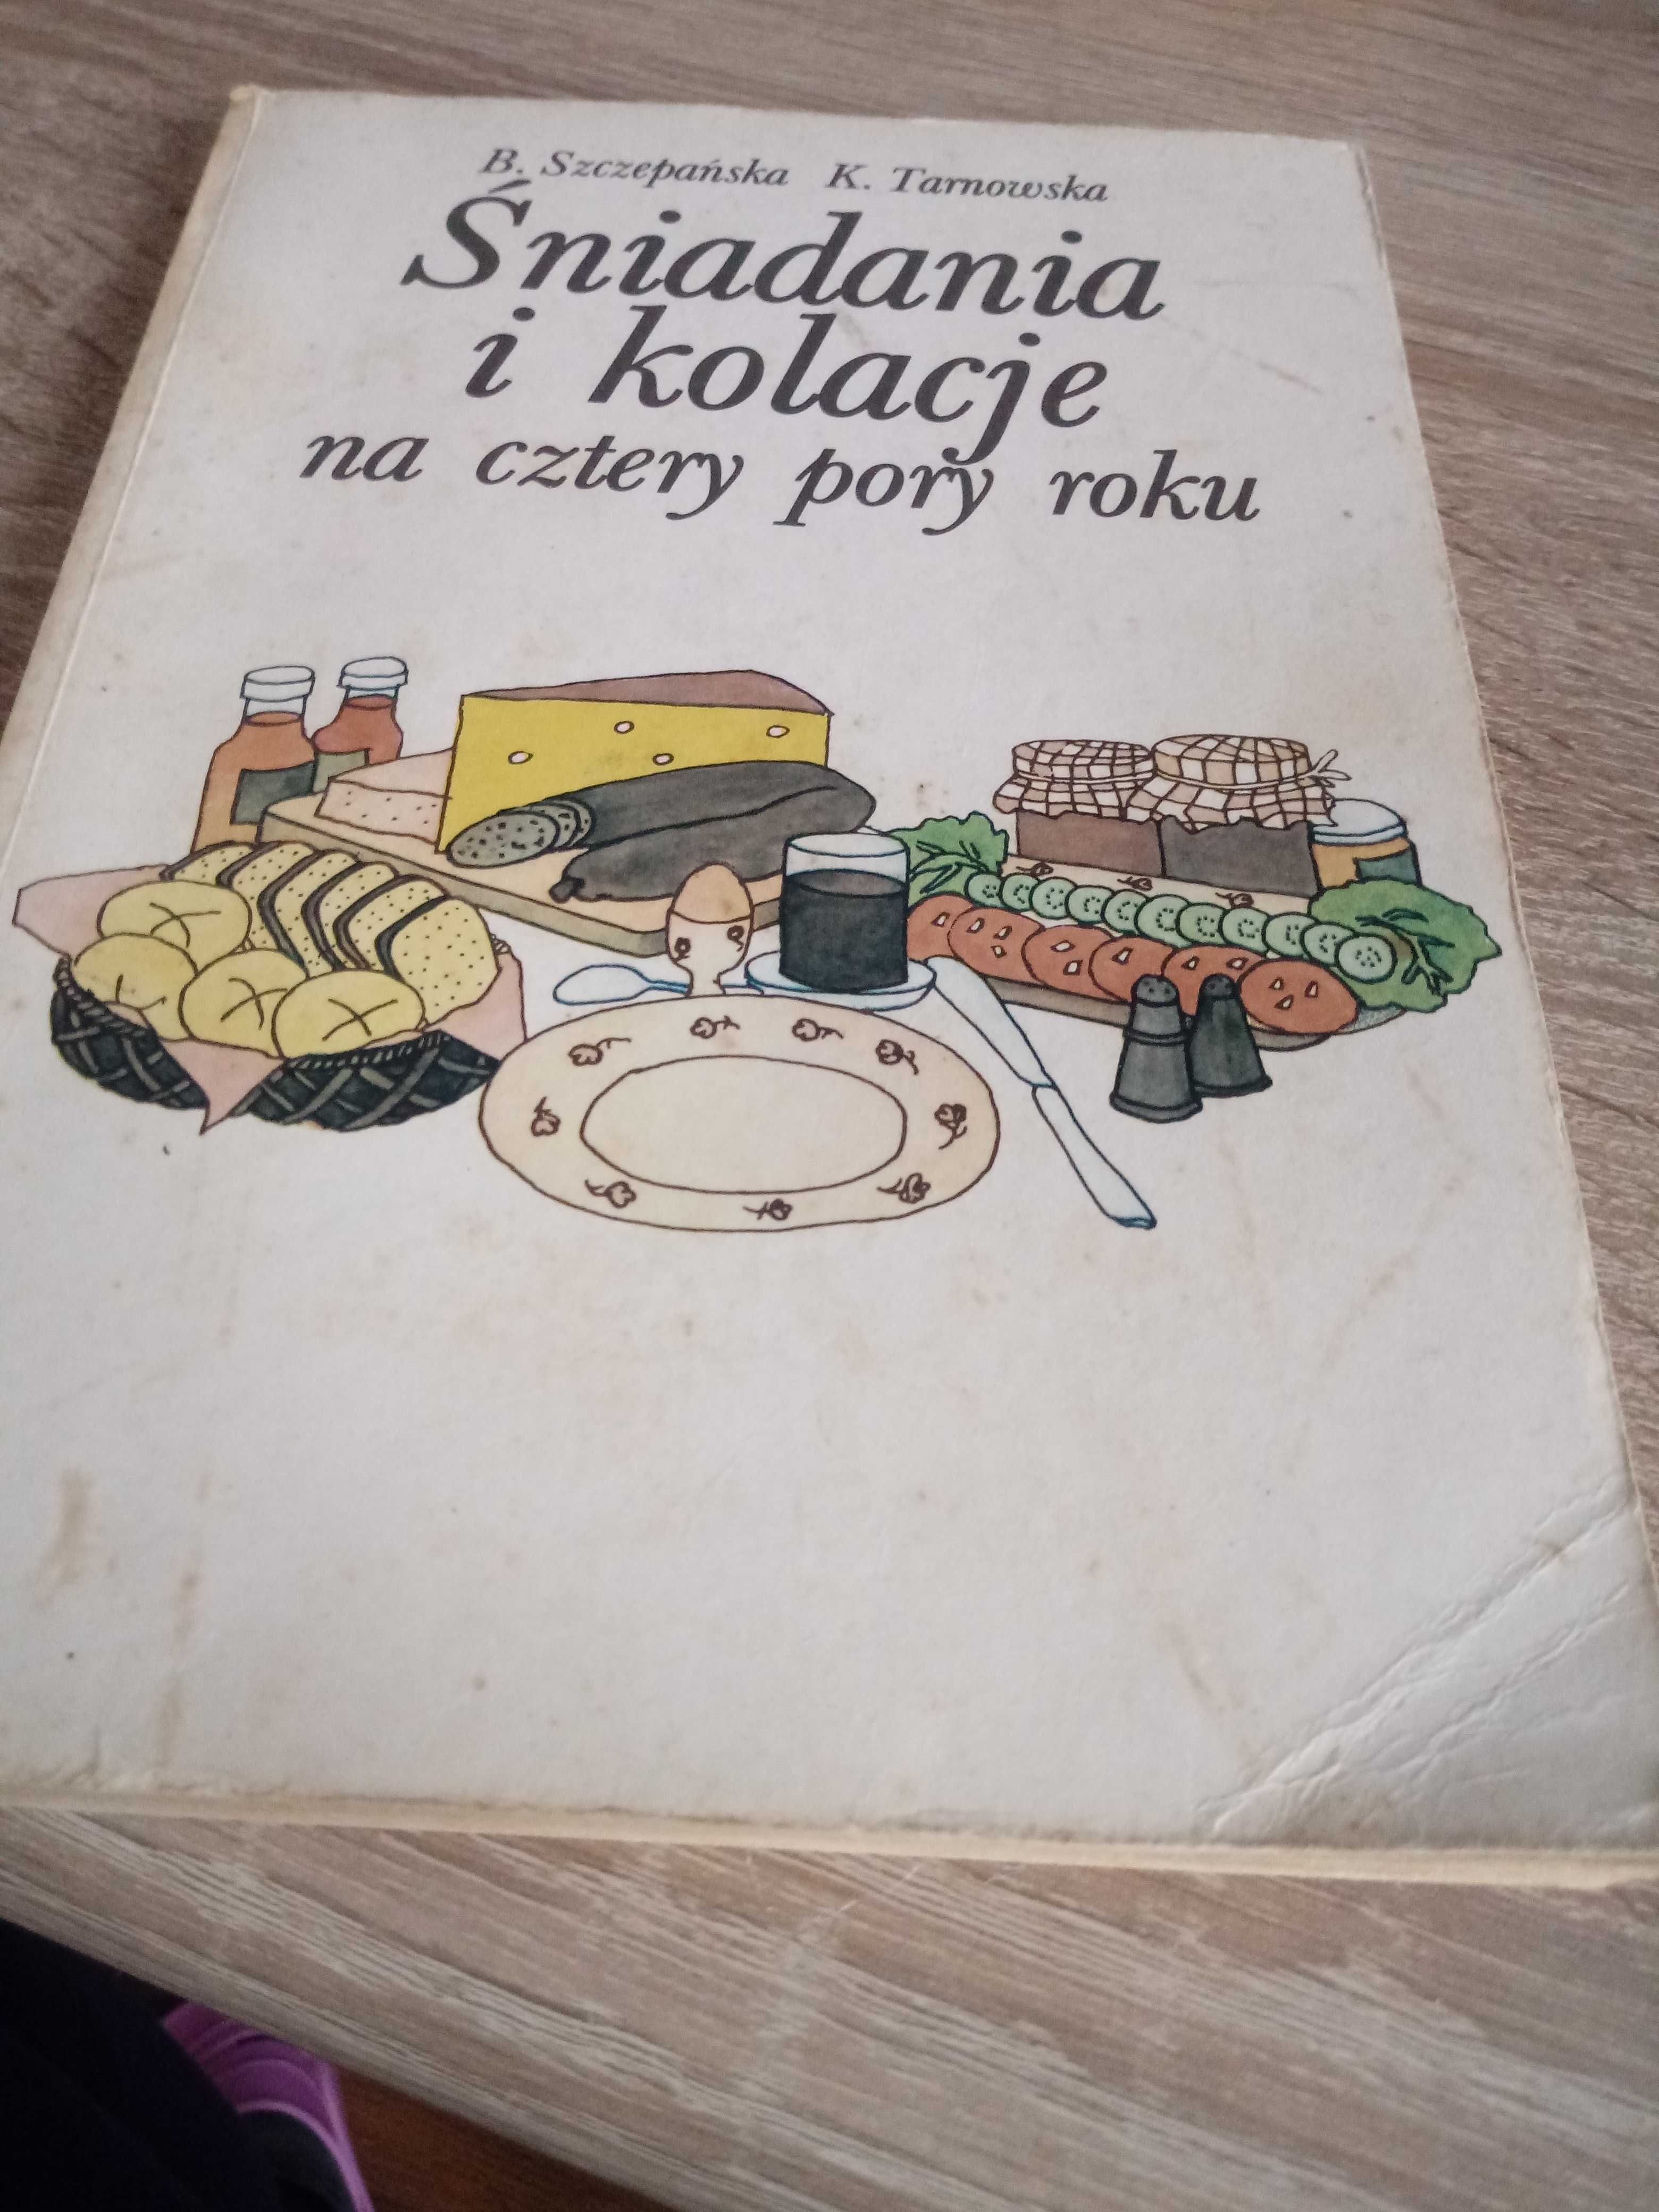 B. Szczepańska K. Tarnowska
Śniadania
i kolacje
na cztery pory roku